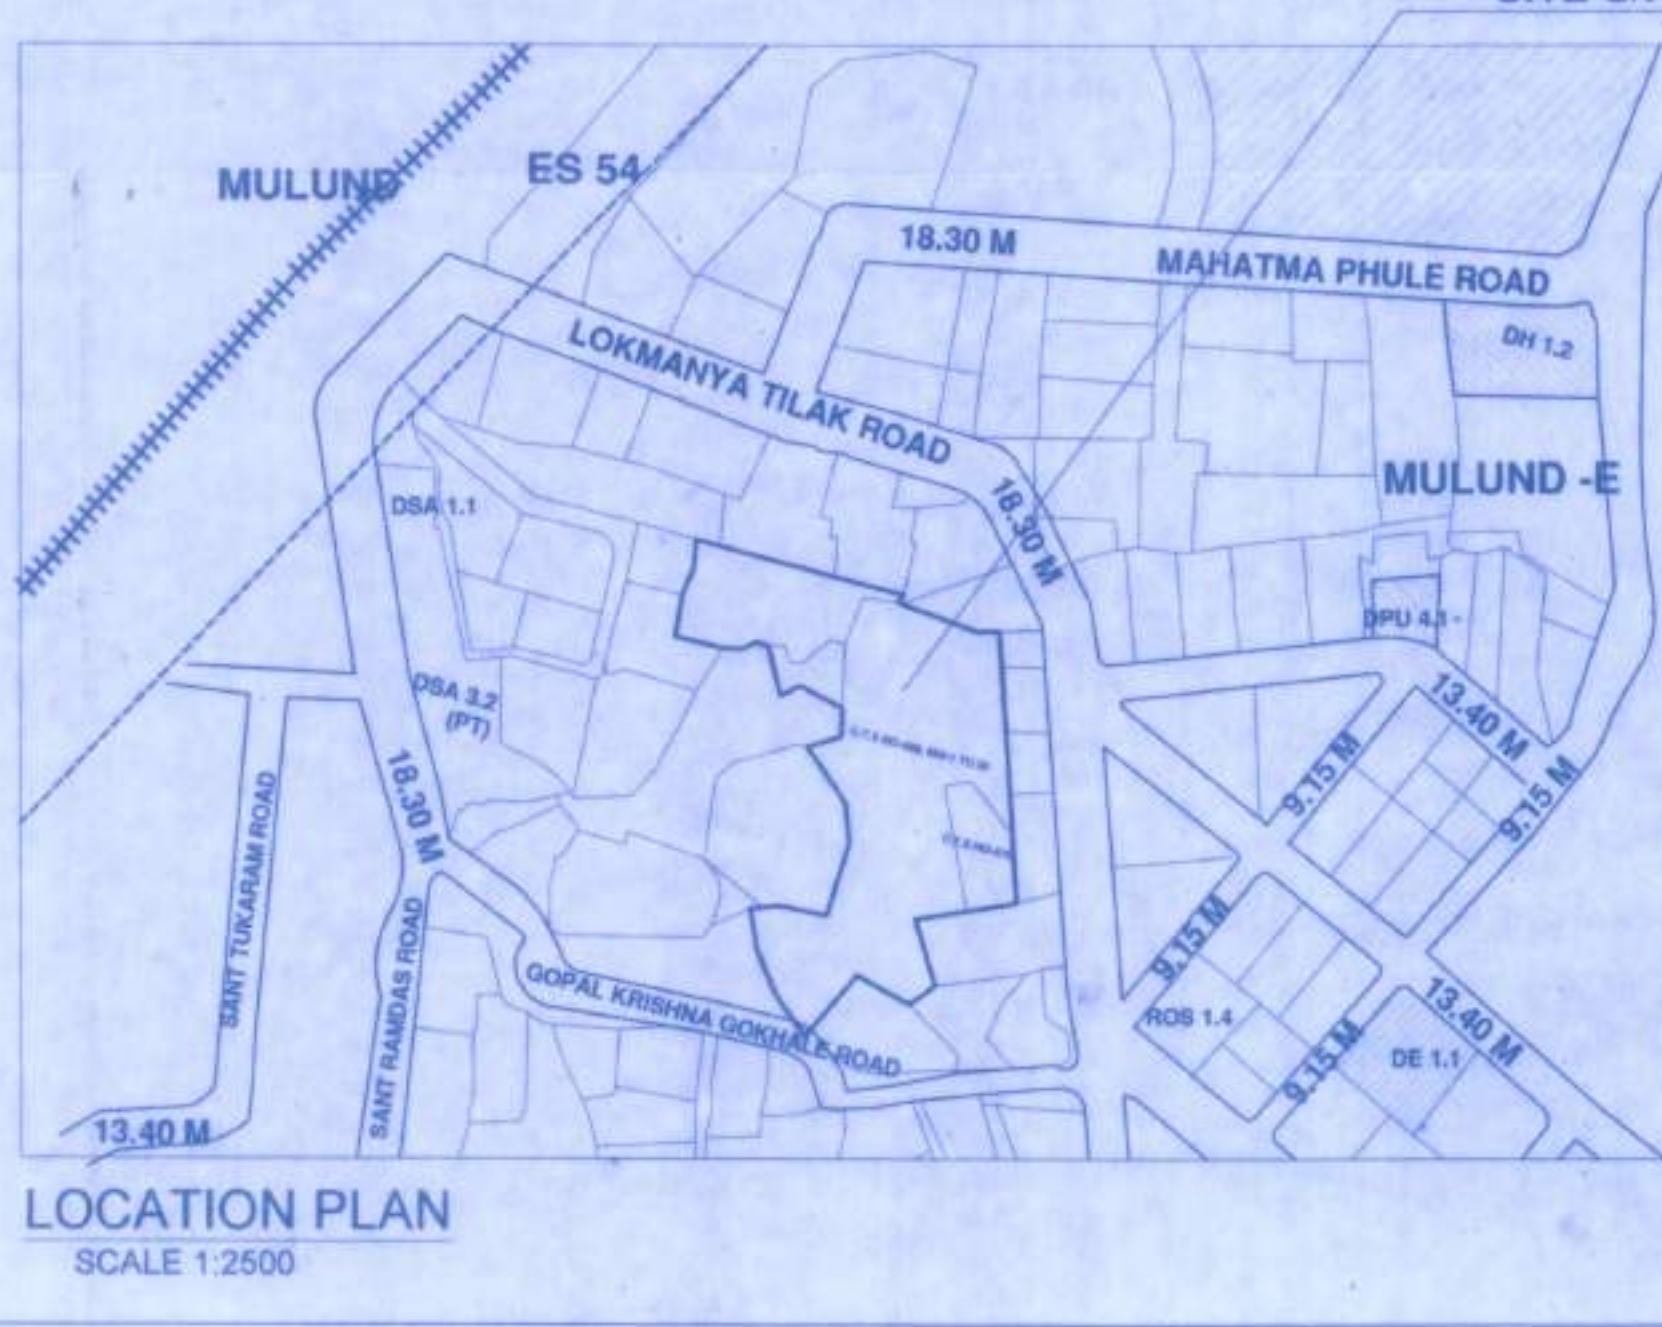 MULUND
ES 54
18.30 M
MAHATMA PHULE ROAD
LOKMANYA TILAK ROAD
DH 1.2
MULUND -E
DSA 1.1
18.30 M
DPU 4.1
DSA 3.2
(PT)
13.40 M
9.15 M
9.15 M
18.30 M
SANT TUKARAM ROAD
SANT RAMDAS ROAD
9.15 M
GOPAL KRISHNA GOKHALE ROAD
ROS 1.4
13.40 M
9.15 M
DE 1.1
13.40 M
LOCATION PLAN
SCALE 1:2500